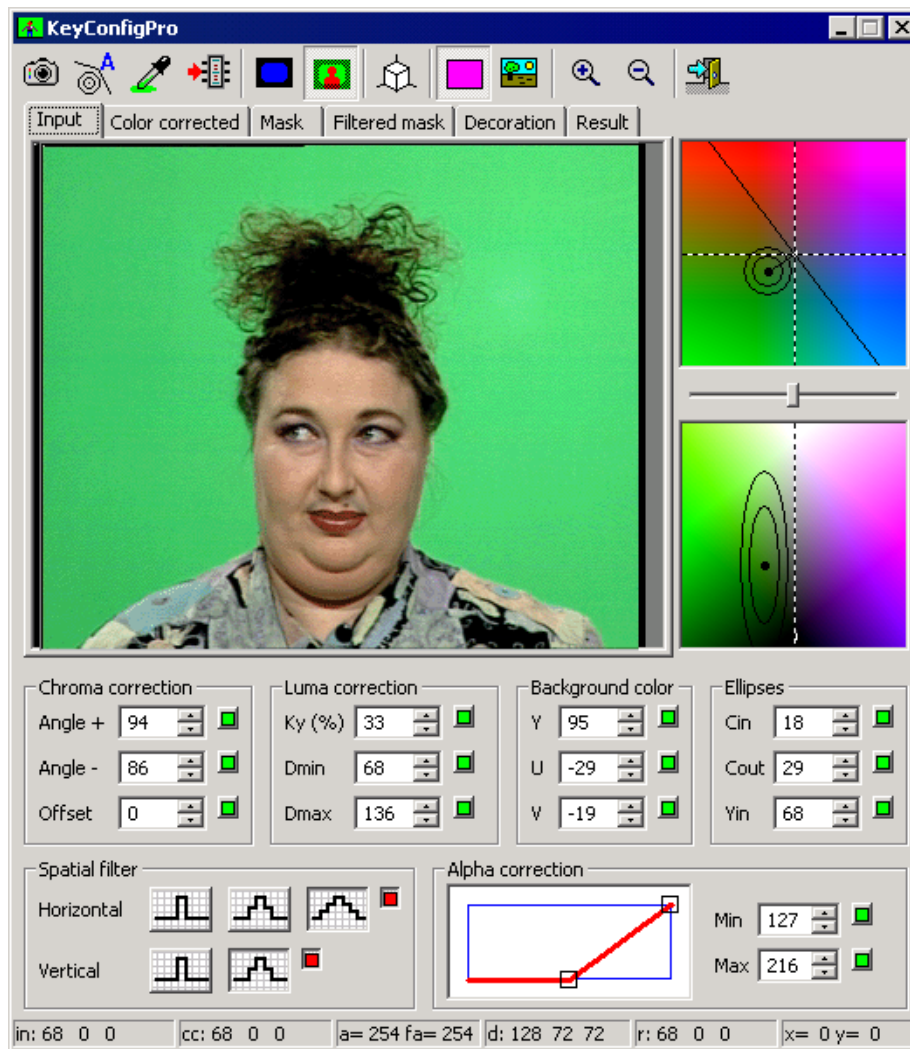 KeyConfigPro
A
Input Color corrected Mask Filtered mask Decoration Result
Chroma correction
Angle + 94
Angle - 86
Offset 0
Luma correction
Ky (%) 33
Dmin 68
Dmax 136
Background color
Y 95
U -29
V -19
Ellipses
Cin 18
Cout 29
Yin 68
Spatial filter
Horizontal
Vertical
Alpha correction
Min 127
Max 216
in: 68 0 0 cc: 68 0 0 a= 254 fa= 254 d: 128 72 72 r: 68 0 0 x= 0 y= 0